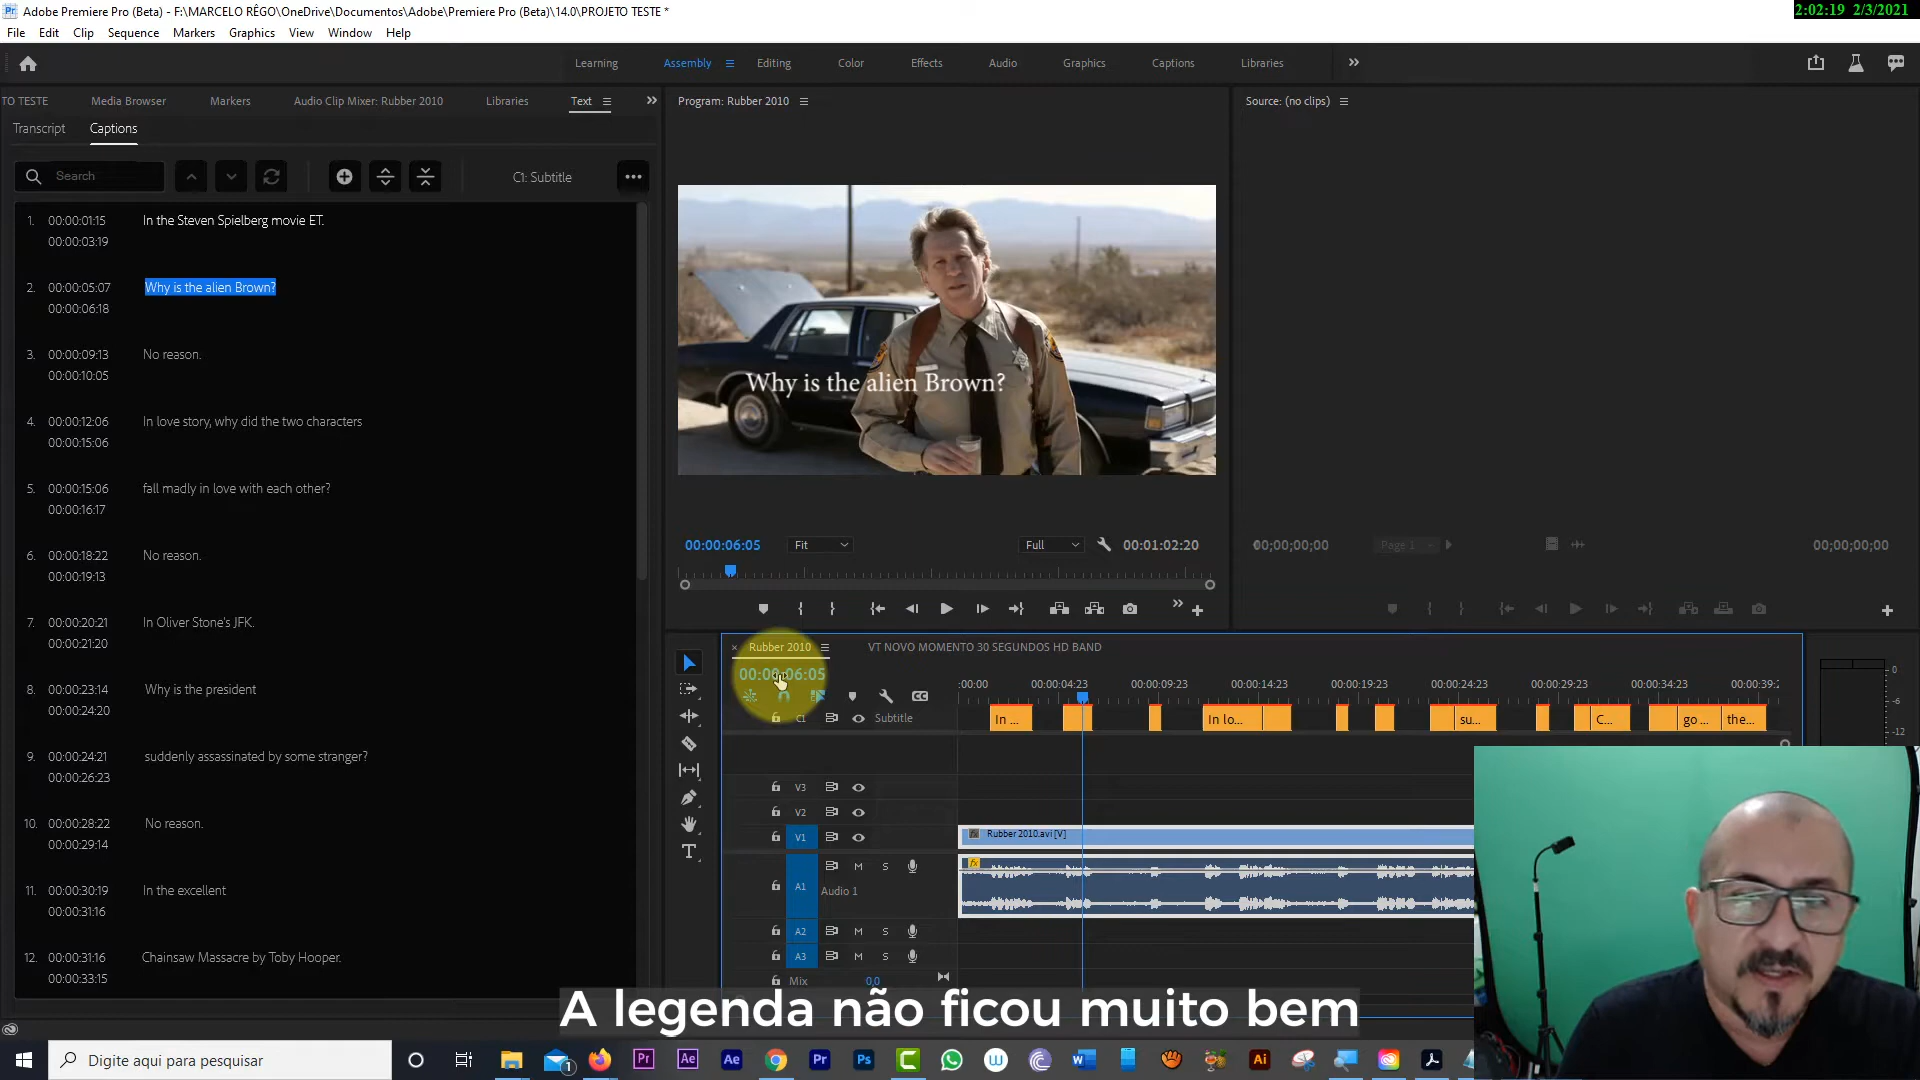 Adobe Premiere Pro (Beta) - F:\MARCELO RÊGO\OneDrive\Documentos\Adobe\Premiere Pro (Beta)\14.0\PROJETO TESTE *
2:02:19 2/3/2021
File Edit Clip Sequence Markers Graphics View Window Help
Learning Assembly Editing Color Effects Audio Graphics Captions Libraries
TO TESTE Media Browser Markers Audio Clip Mixer: Rubber 2010 Libraries Text
Program: Rubber 2010
Source: (no clips)
Transcript Captions
Search
C1: Subtitle
1. 00:00:01:15 In the Steven Spielberg movie ET.
00:00:03:19
2. 00:00:05:07 Why is the alien Brown?
00:00:06:18
3. 00:00:09:13 No reason.
00:00:10:05
4. 00:00:12:06 In love story, why did the two characters
00:00:15:06
5. 00:00:15:06 fall madly in love with each other?
00:00:16:17
6. 00:00:18:22 No reason.
00:00:19:13
7. 00:00:20:21 In Oliver Stone's JFK.
00:00:21:20
8. 00:00:23:14 Why is the president
00:00:24:20
9. 00:00:24:21 suddenly assassinated by some stranger?
00:00:26:23
10. 00:00:28:22 No reason.
00:00:29:14
11. 00:00:30:19 In the excellent
00:00:31:16
12. 00:00:31:16 Chainsaw Massacre by Toby Hooper.
00:00:33:15
Why is the alien Brown?
00:00:06:05 Fit Full 00:01:02:20
00;00;00;00 Page 1 00;00;00;00
Rubber 2010 VT NOVO MOMENTO 30 SEGUNDOS HD BAND
00:00:06:05
:00:00 00:00:04:23 00:00:09:23 00:00:14:23 00:00:19:23 00:00:24:23 00:00:29:23 00:00:34:23 00:00:39:2
C1 Subtitle
In ... In lo... su... C... go ... the...
V3
V2
V1 Rubber 2010.avi [V]
fx
M S
A1 Audio 1
A2 M S
A3 M S
Mix 0,0
0
-6
-12
A legenda não ficou muito bem
Digite aqui para pesquisar
1 Pr Ae Ae Pr Ps C W W Ai